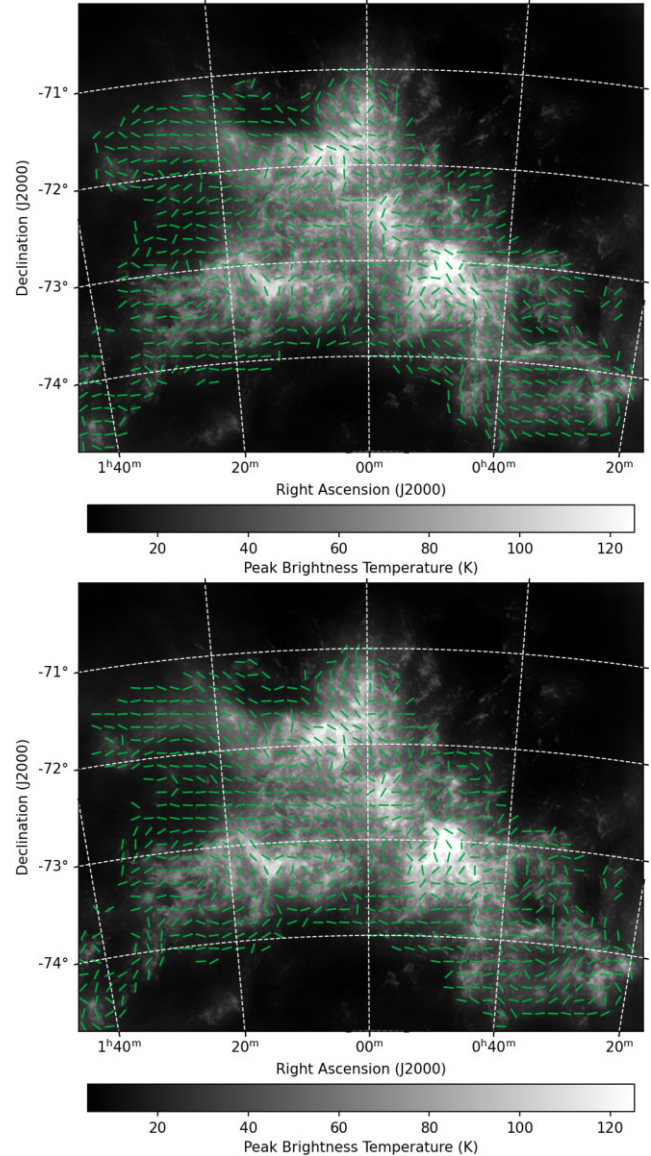 -71°
-72°
-73°
-74°
Declination (J2000)
1ʰ40ᵐ 20ᵐ 00ᵐ 0ʰ40ᵐ 20ᵐ
Right Ascension (J2000)
20 40 60 80 100 120
Peak Brightness Temperature (K)
-71°
-72°
-73°
-74°
Declination (J2000)
1ʰ40ᵐ 20ᵐ 00ᵐ 0ʰ40ᵐ 20ᵐ
Right Ascension (J2000)
20 40 60 80 100 120
Peak Brightness Temperature (K)